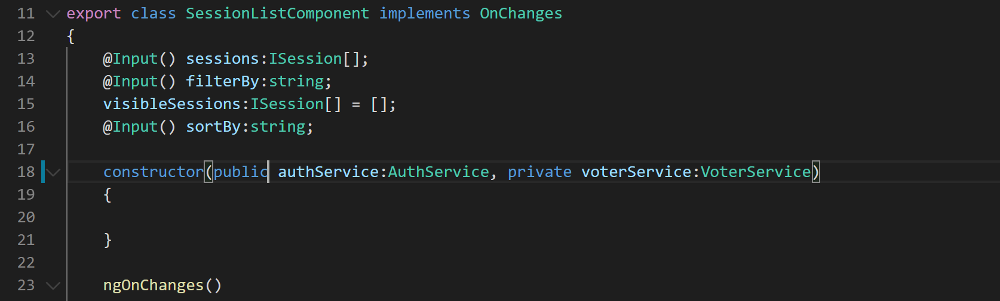 11 export class SessionListComponent implements OnChanges
12 {
13 @Input() sessions:ISession[];
14 @Input() filterBy:string;
15 visibleSessions:ISession[] = [];
16 @Input() sortBy:string;
17
18 constructor(public authService:AuthService, private voterService:VoterService)
19 {
20
21 }
22
23 ngOnChanges()